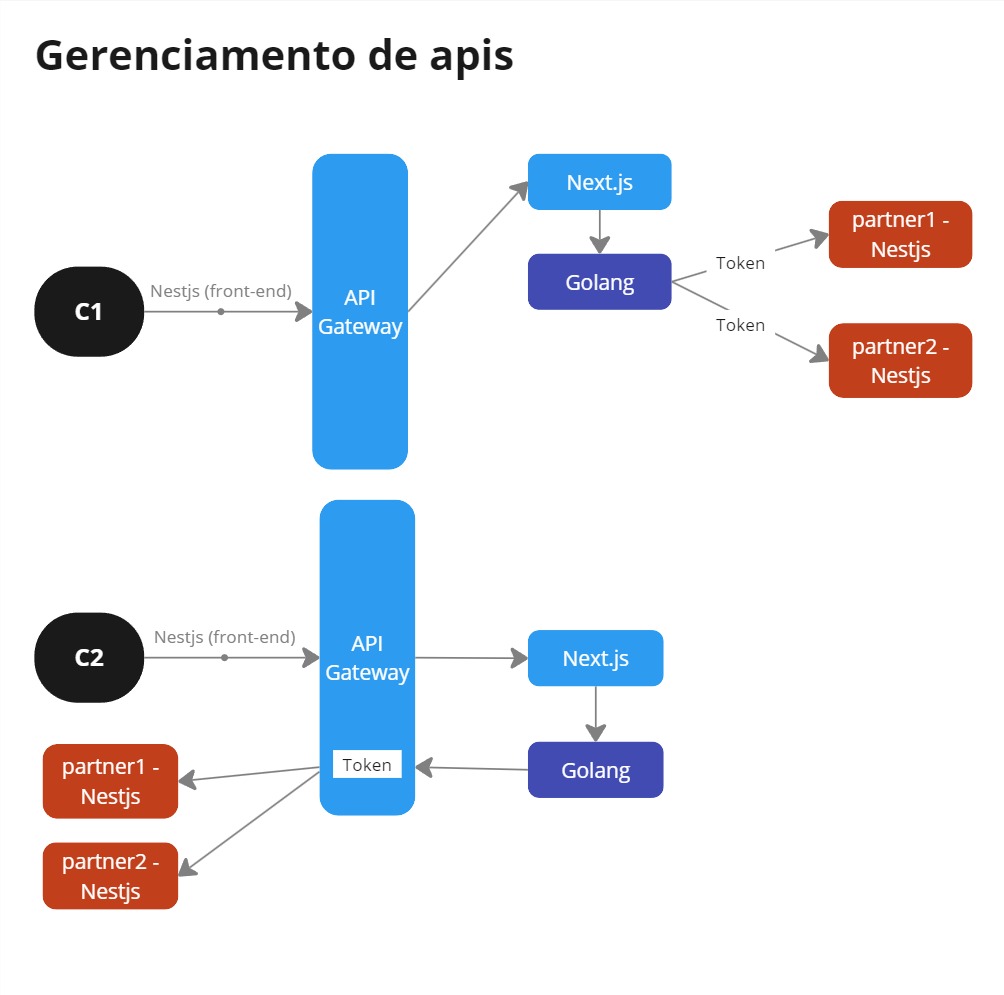 Gerenciamento de apis
Next.js
partner1 -
Nestjs
Token
Golang
Nestjs (front-end)
C1
API
Gateway
Token
partner2 -
Nestjs
Nestjs (front-end)
C2
API
Gateway
Next.js
Token
Golang
partner1 -
Nestjs
partner2 -
Nestjs